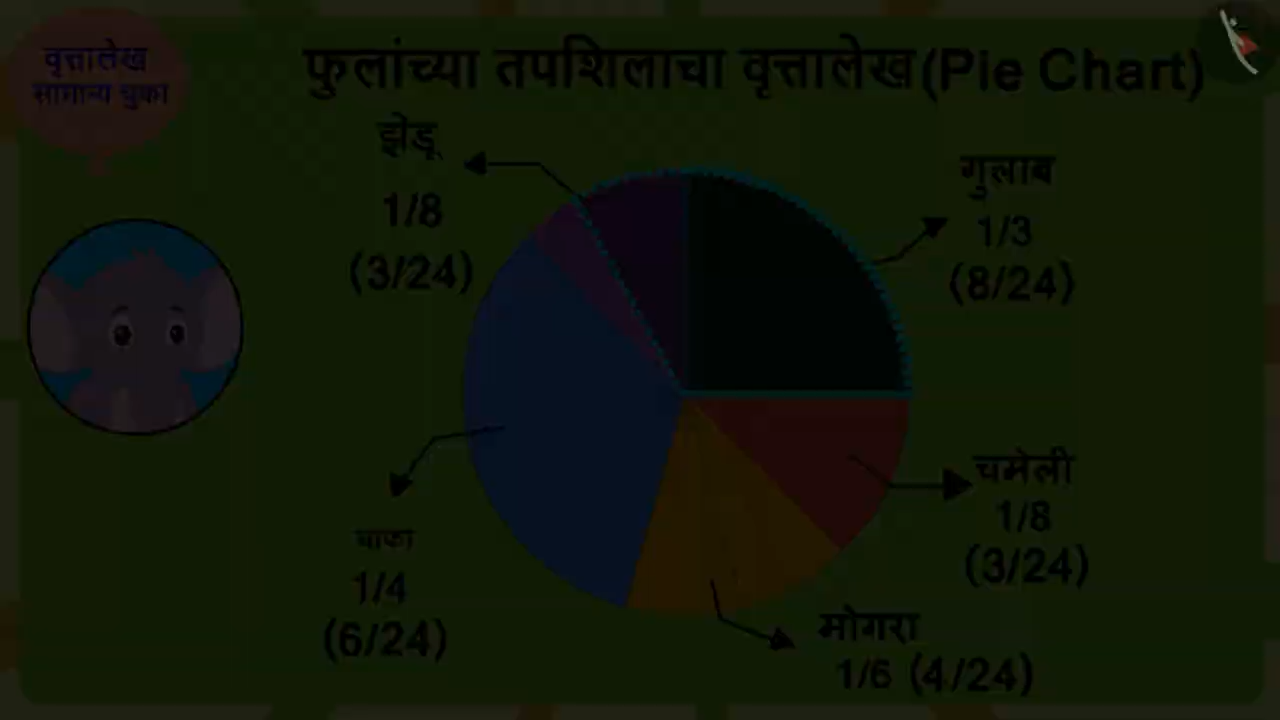 वृत्तालेख
सामान्य चुका
फुलांच्या तपशिलाचा वृत्तालेख(Pie Chart)
झेंडू
1/8
(3/24)
गुलाब
1/3
(8/24)
चाफा
1/4
(6/24)
चमेली
1/8
(3/24)
मोगरा
1/6 (4/24)